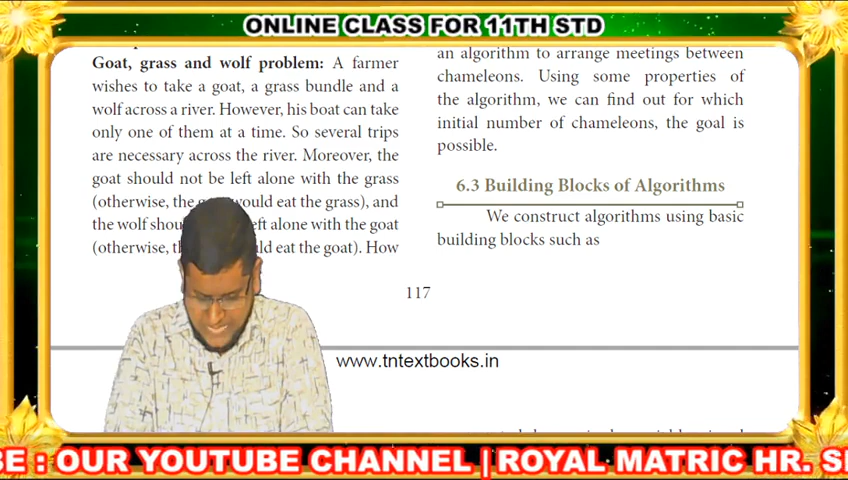 ONLINE CLASS FOR 11TH STD
Goat, grass and wolf problem: A farmer
wishes to take a goat, a grass bundle and a
wolf across a river. However, his boat can take
only one of them at a time. So several trips
are necessary across the river. Moreover, the
goat should not be left alone with the grass
(otherwise, the would eat the grass), and
the wolf left alone with the goat
(otherwise, eat the goat). How
an algorithm to arrange meetings between
chameleons. Using some properties of
the algorithm, we can find out for which
initial number of chameleons, the goal is
possible.
6.3 Building Blocks of Algorithms
We construct algorithms using basic
building blocks such as
117
www.tntextbooks.in
: OUR YOUTUBE CHANNEL | ROYAL MATRIC HR.